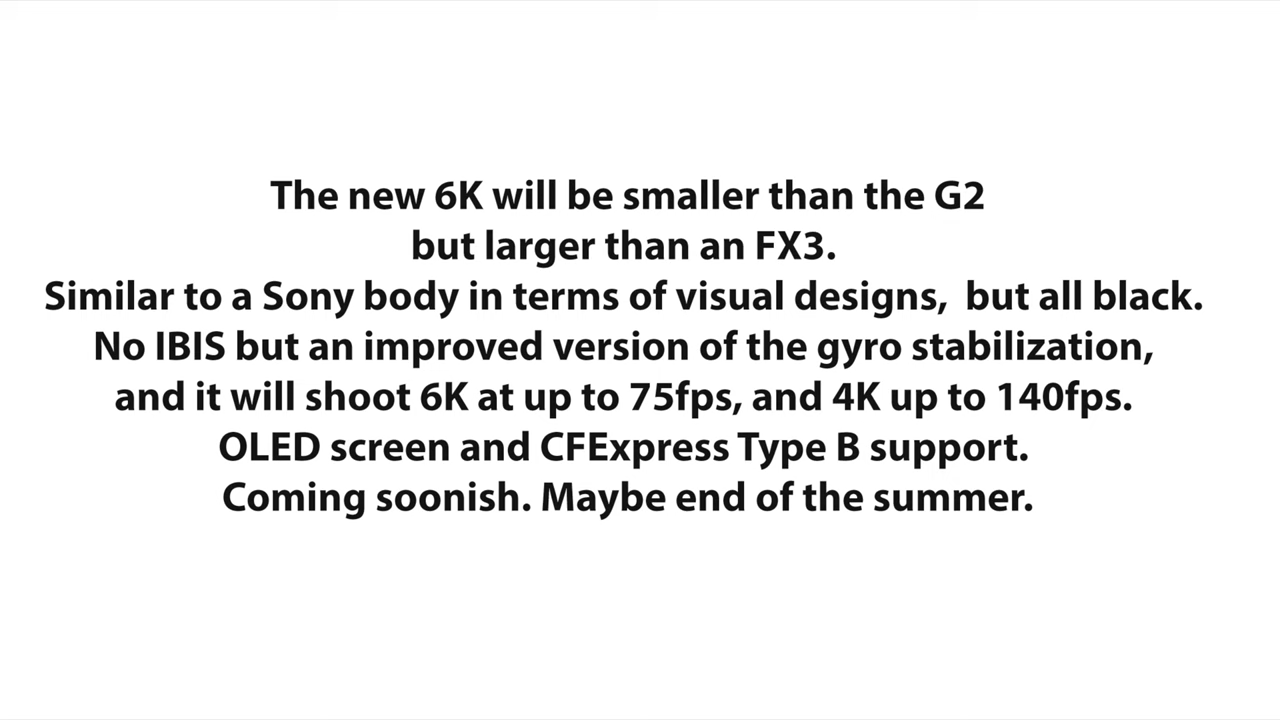 The new 6K will be smaller than the G2
but larger than an FX3.
Similar to a Sony body in terms of visual designs,  but all black.
No IBIS but an improved version of the gyro stabilization,
and it will shoot 6K at up to 75fps, and 4K up to 140fps.
OLED screen and CFExpress Type B support.
Coming soonish. Maybe end of the summer.